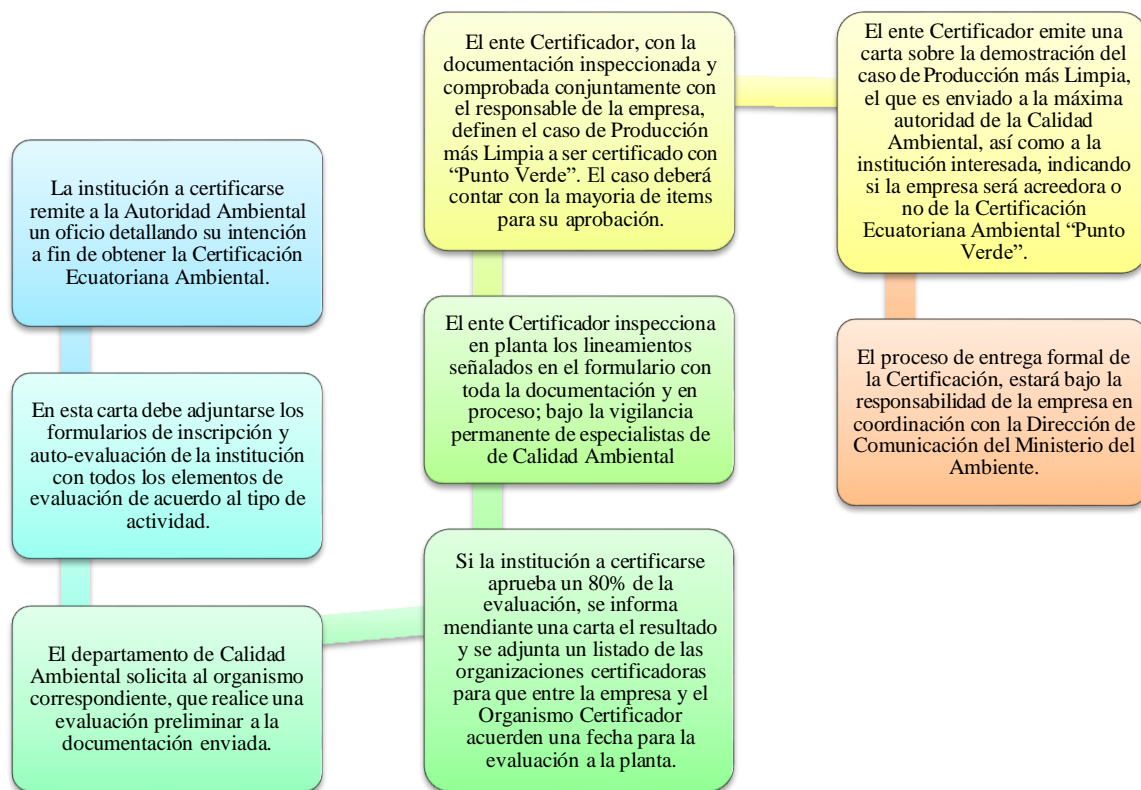 La institución a certificarse
remite a la Autoridad Ambiental
un oficio detallando su intención
a fin de obtener la Certificación
Ecuatoriana Ambiental.
En esta carta debe adjuntarse los
formularios de inscripción y
auto-evaluación de la institución
con todos los elementos de
evaluación de acuerdo al tipo de
actividad.
El departamento de Calidad
Ambiental solicita al organismo
correspondiente, que realice una
evaluación preliminar a la
documentación enviada.
Si la institución a certificarse
aprueba un 80% de la
evaluación, se informa
mendiante una carta el resultado
y se adjunta un listado de las
organizaciones certificadoras
para que entre la empresa y el
Organismo Certificador
acuerden una fecha para la
evaluación a la planta.
El ente Certificador inspecciona
en planta los lineamientos
señalados en el formulario con
toda la documentación y en
proceso; bajo la vigilancia
permanente de especialistas de
de Calidad Ambiental
El ente Certificador, con la
documentación inspeccionada y
comprobada conjuntamente con
el responsable de la empresa,
definen el caso de Producción
más Limpia a ser certificado con
“Punto Verde”. El caso deberá
contar con la mayoria de items
para su aprobación.
El ente Certificador emite una
carta sobre la demostración del
caso de Producción más Limpia,
el que es enviado a la máxima
autoridad de la Calidad
Ambiental, así como a la
institución interesada, indicando
si la empresa será acreedora o
no de la Certificación
Ecuatoriana Ambiental “Punto
Verde”.
El proceso de entrega formal de
la Certificación, estará bajo la
responsabilidad de la empresa en
coordinación con la Dirección de
Comunicación del Ministerio del
Ambiente.